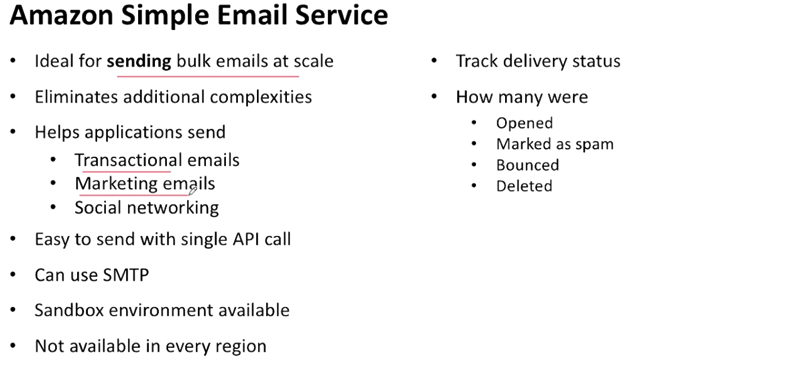 Amazon Simple Email Service
• Ideal for sending bulk emails at scale
• Eliminates additional complexities
• Helps applications send
• Transactional emails
• Marketing emails
• Social networking
• Easy to send with single API call
• Can use SMTP
• Sandbox environment available
• Not available in every region
• Track delivery status
• How many were
• Opened
• Marked as spam
• Bounced
• Deleted